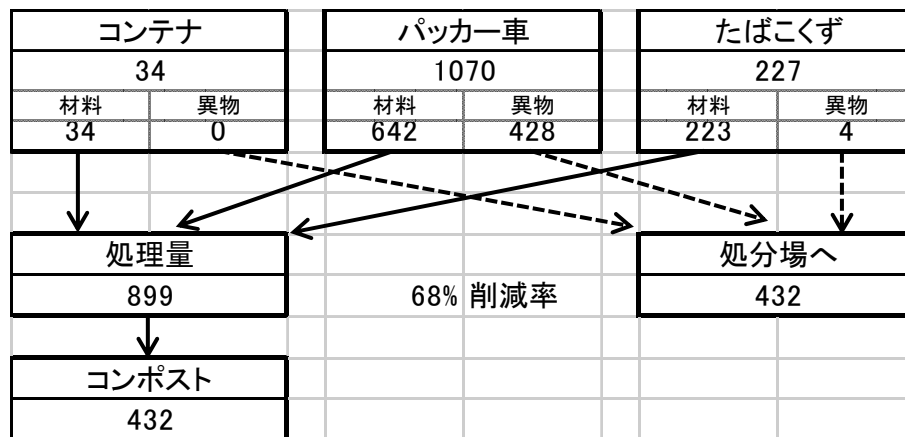 コンテナ パッカー車 たばこくず
34 1070 227
材料 異物 材料 異物 材料 異物
34 0 642 428 223 4
処理量 処分場へ
899 68% 削減率 432
コンポスト
432